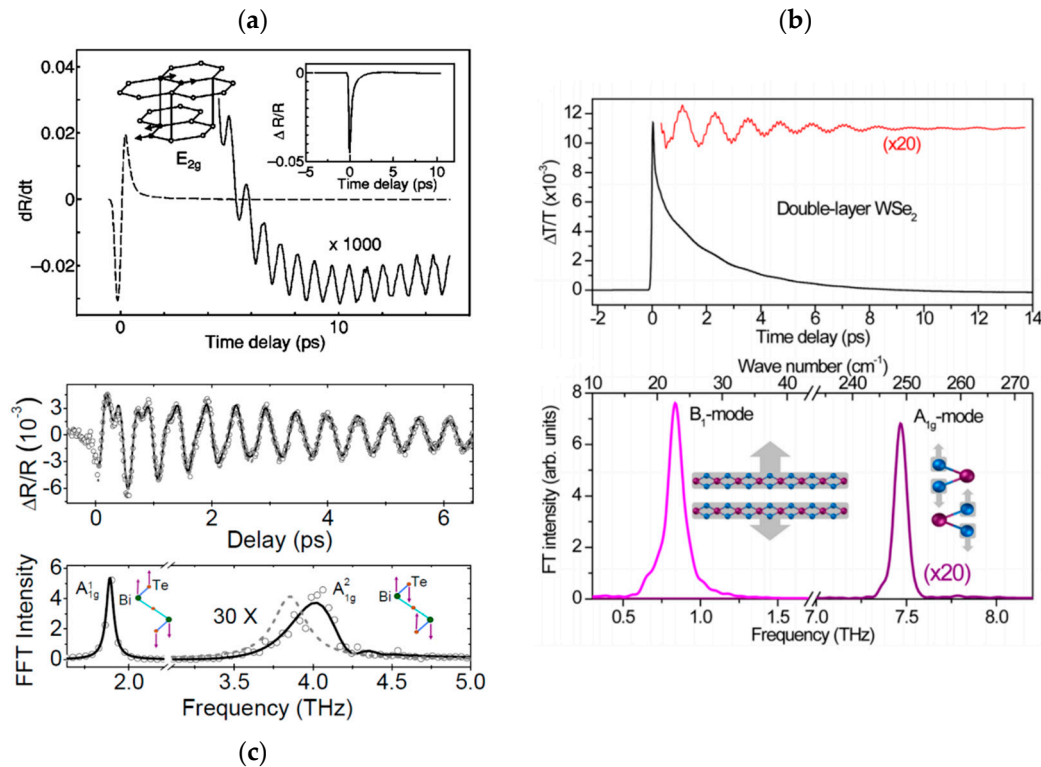 (a)
0.04
0.02
0
−0.02
dR/dt
E2g
0
ΔR/R
−0.05
−5 0 5 10
Time delay (ps)
x 1000
0 10
Time delay (ps)
(b)
12
10
8
6
4
2
0
ΔT/T (x10⁻³)
(x20)
Double-layer WSe₂
-2 0 2 4 6 8 10 12 14
Time delay (ps)
3
0
-3
-6
ΔR/R (10⁻³)
0 2 4 6
Delay (ps)
6
4
2
0
FFT Intensity
A¹1g
Te
Bi
30 X
A²1g
Te
Bi
2.0 3.5 4.0 4.5 5.0
Frequency (THz)
(c)
Wave number (cm⁻¹)
10 20 30 40 240 250 260 270
8
6
4
2
0
FT intensity (arb. units)
B₁-mode
A1g-mode
(x20)
0.5 1.0 7.0 7.5 8.0
Frequency (THz)